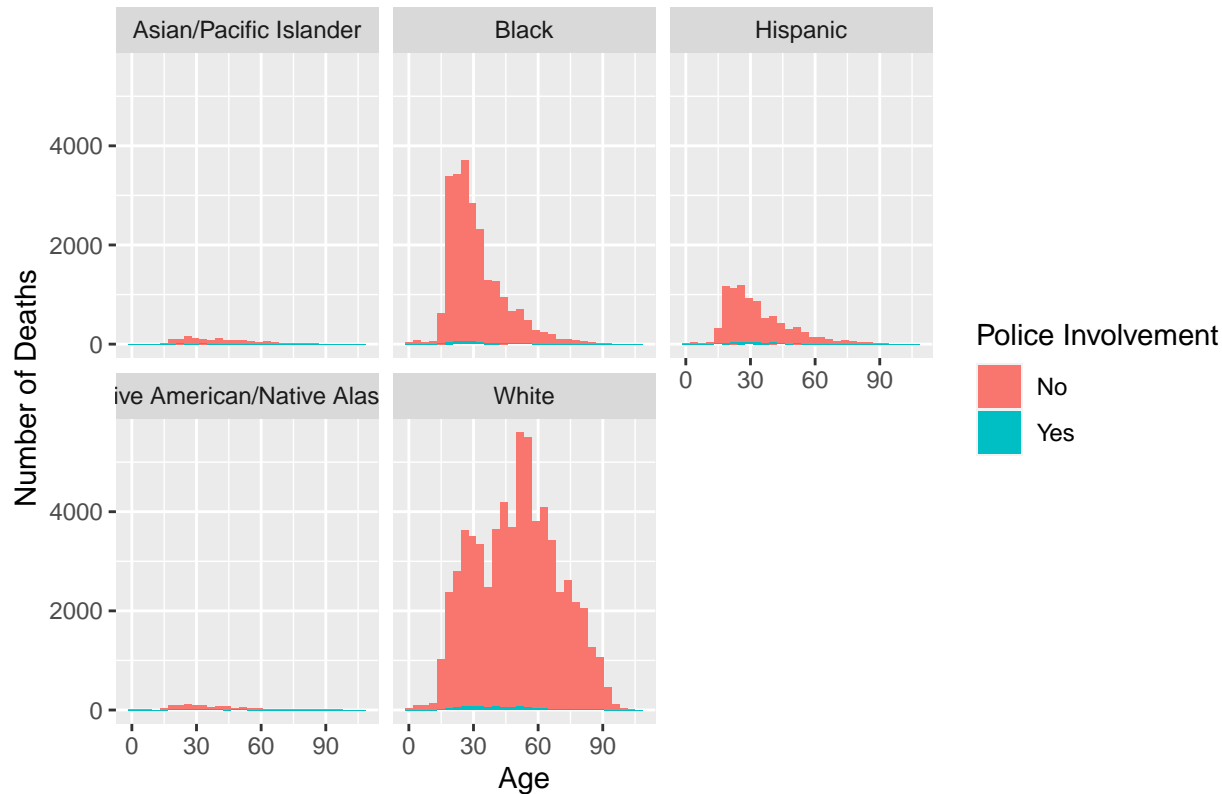 Asian/Pacific Islander
Black
Hispanic
4000
2000
0
0
30
60
90
ive American/Native Alas
White
4000
2000
0
0
30
60
90
0
30
60
90
Number of Deaths
Age
Police Involvement
No
Yes